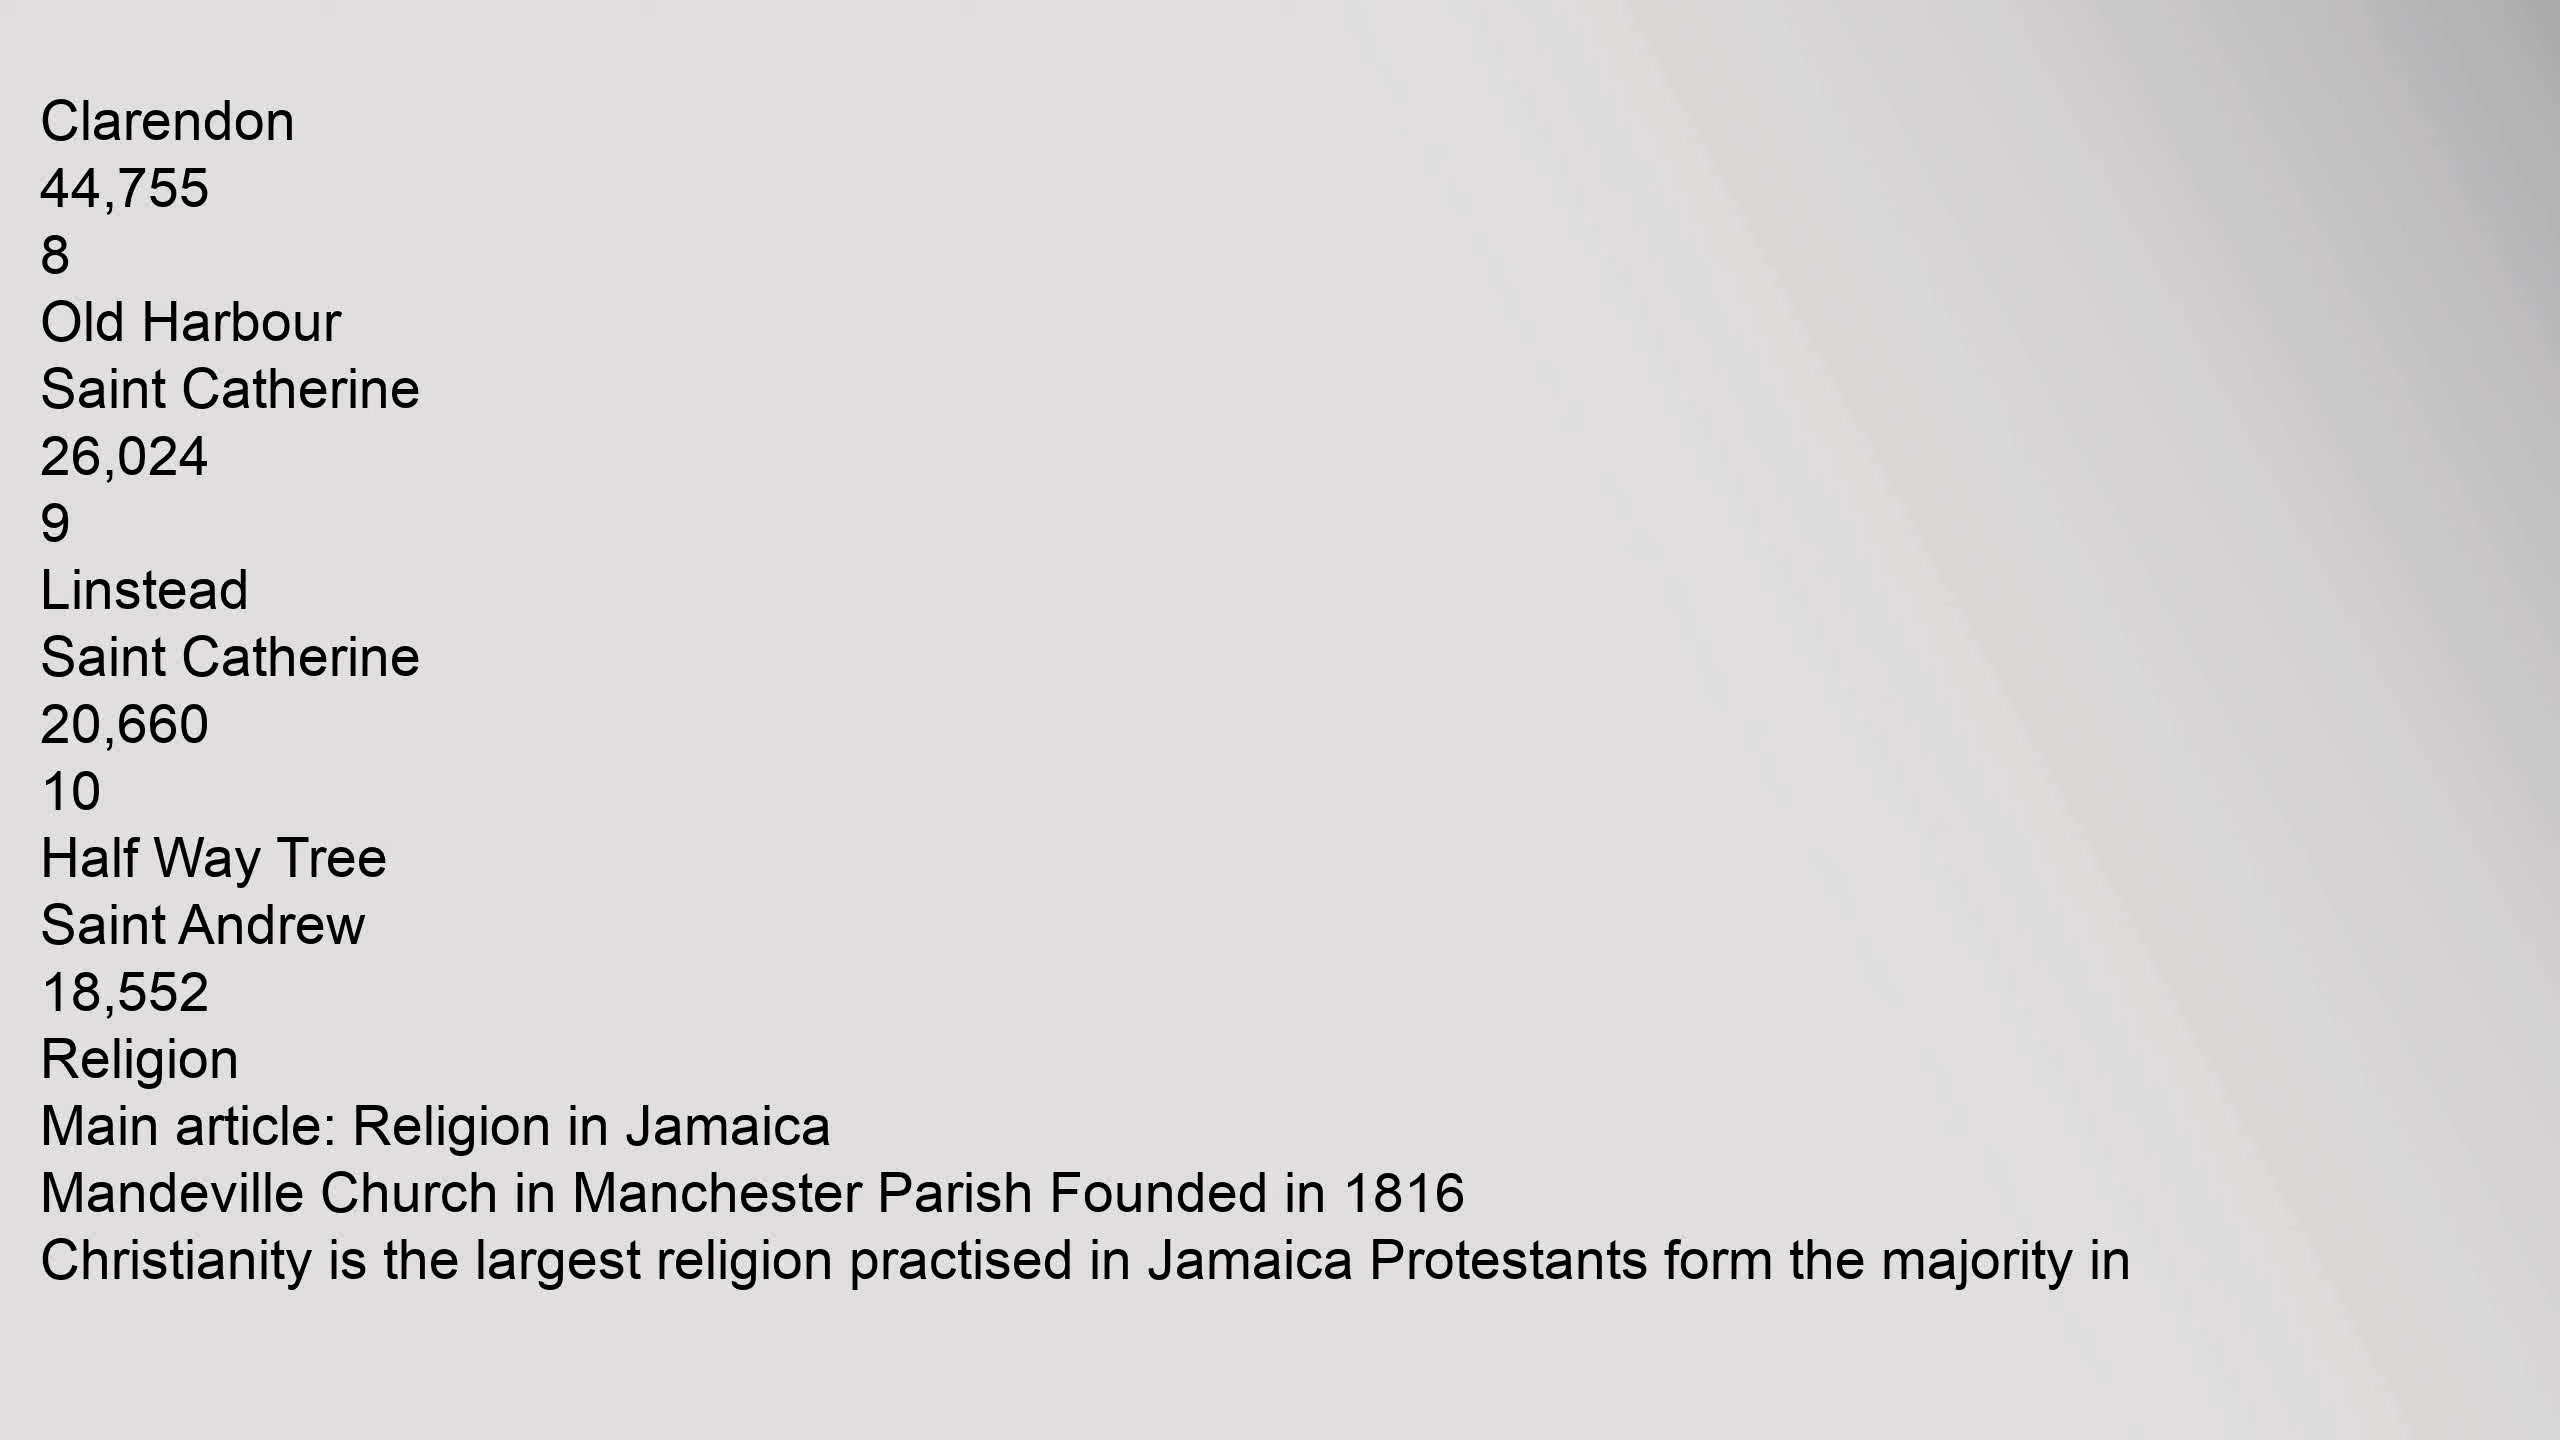 Clarendon
44,755
8
Old Harbour
Saint Catherine
26,024
9
Linstead
Saint Catherine
20,660
10
Half Way Tree
Saint Andrew
18,552
Religion
Main article: Religion in Jamaica
Mandeville Church in Manchester Parish Founded in 1816
Christianity is the largest religion practised in Jamaica Protestants form the majority in